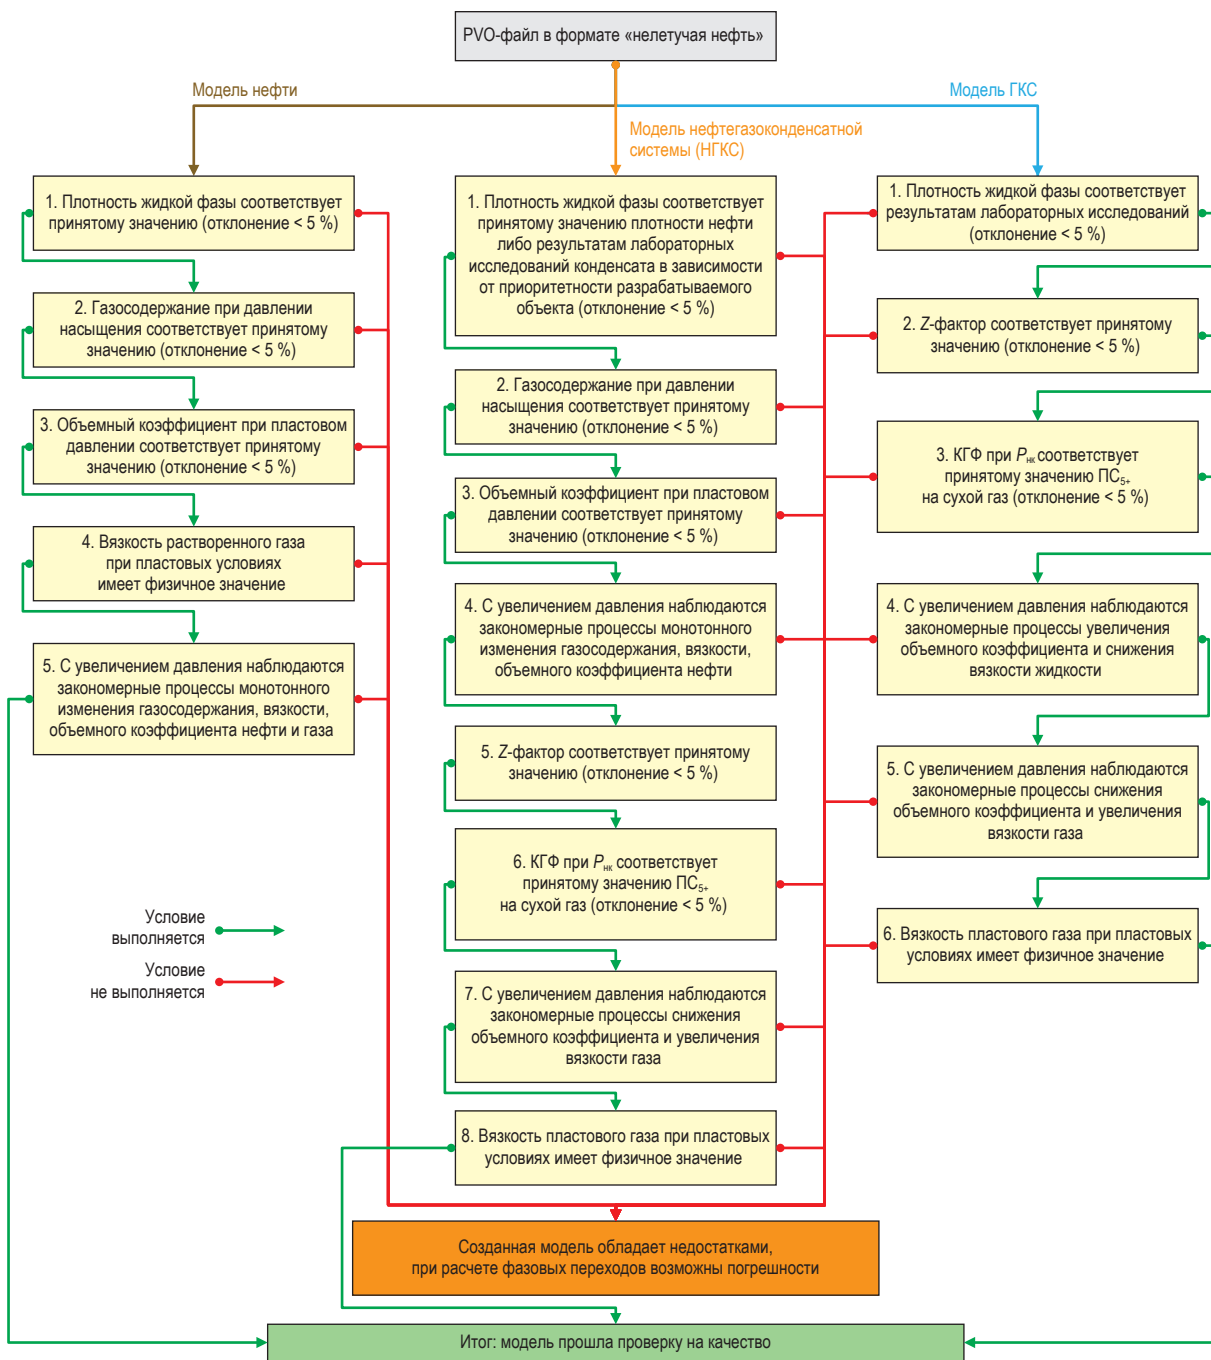 PVO-файл в формате «нелетучая нефть»
Модель нефти
Модель нефтегазоконденсатной
системы (НГКС)
Модель ГКС
1. Плотность жидкой фазы соответствует
принятому значению (отклонение < 5 %)
2. Газосодержание при давлении
насыщения соответствует принятому
значению (отклонение < 5 %)
3. Объемный коэффициент при пластовом
давлении соответствует принятому
значению (отклонение < 5 %)
4. Вязкость растворенного газа
при пластовых условиях
имеет физичное значение
5. С увеличением давления наблюдаются
закономерные процессы монотонного
изменения газосодержания, вязкости,
объемного коэффициента нефти и газа
Условие
выполняется
Условие
не выполняется
1. Плотность жидкой фазы соответствует
принятому значению плотности нефти
либо результатам лабораторных
исследований конденсата в зависимости
от приоритетности разрабатываемого
объекта (отклонение < 5 %)
2. Газосодержание при давлении
насыщения соответствует принятому
значению (отклонение < 5 %)
3. Объемный коэффициент при пластовом
давлении соответствует принятому
значению (отклонение < 5 %)
4. С увеличением давления наблюдаются
закономерные процессы монотонного
изменения газосодержания, вязкости,
объемного коэффициента нефти
5. Z-фактор соответствует принятому
значению (отклонение < 5 %)
6. КГФ при Pнк соответствует
принятому значению ПС5+
на сухой газ (отклонение < 5 %)
7. С увеличением давления наблюдаются
закономерные процессы снижения
объемного коэффициента и увеличения
вязкости газа
8. Вязкость пластового газа при пластовых
условиях имеет физичное значение
1. Плотность жидкой фазы соответствует
результатам лабораторных исследований
(отклонение < 5 %)
2. Z-фактор соответствует принятому
значению (отклонение < 5 %)
3. КГФ при Pнк соответствует
принятому значению ПС5+
на сухой газ (отклонение < 5 %)
4. С увеличением давления наблюдаются
закономерные процессы увеличения
объемного коэффициента и снижения
вязкости жидкости
5. С увеличением давления наблюдаются
закономерные процессы снижения
объемного коэффициента и увеличения
вязкости газа
6. Вязкость пластового газа при пластовых
условиях имеет физичное значение
Созданная модель обладает недостатками,
при расчете фазовых переходов возможны погрешности
Итог: модель прошла проверку на качество